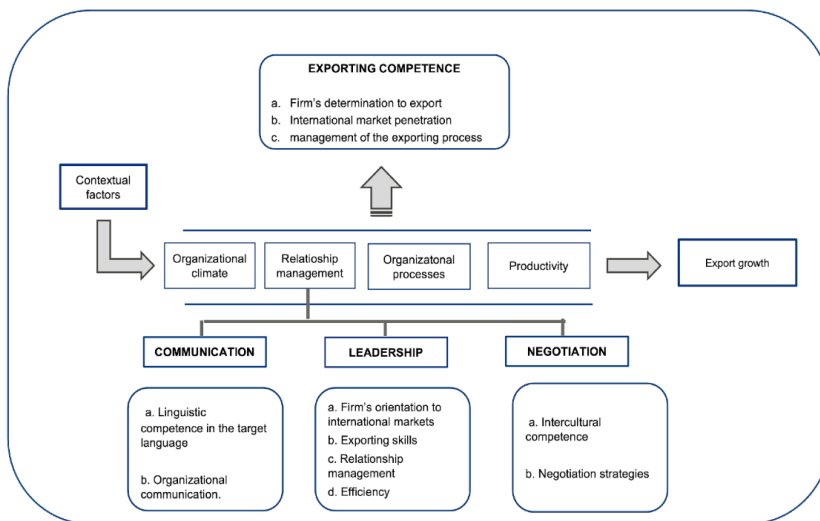 EXPORTING COMPETENCE
a. Firm's determination to export
b. International market penetration
c. management of the exporting process
Contextual
factors
Organizational
climate
Relatioship
management
Organizatonal
processes
Productivity
Export growth
COMMUNICATION
LEADERSHIP
NEGOTIATION
a. Linguistic
competence in the target
language
b. Organizational
communication.
a. Firm's orientation to
international markets
b. Exporting skills
c. Relationship
management
d. Efficiency
a. Intercultural
competence
b. Negotiation strategies